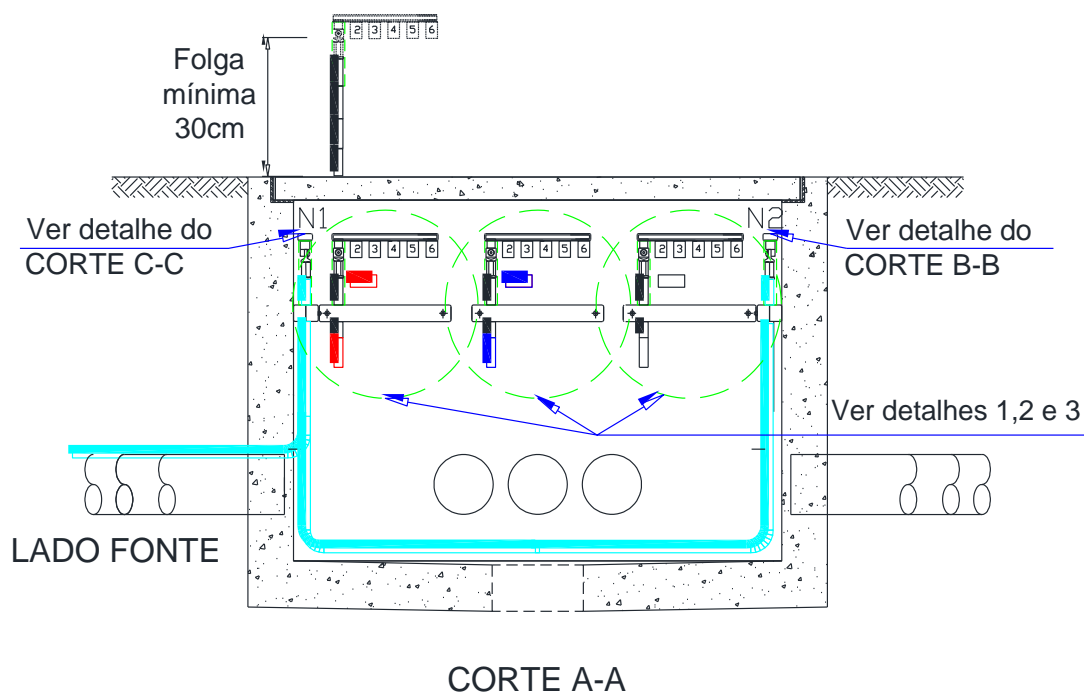 2 3 4 5 6
Folga
mínima
30cm
N1
N2
Ver detalhe do
CORTE C-C
Ver detalhe do
CORTE B-B
2 3 4 5 6
2 3 4 5 6
2 3 4 5 6
Ver detalhes 1,2 e 3
LADO FONTE
CORTE A-A